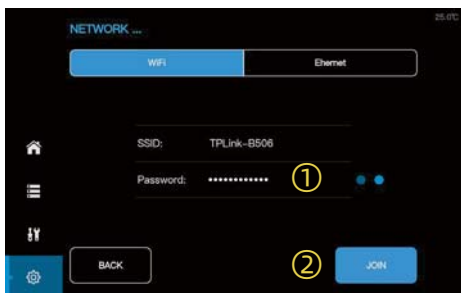 25.0℃
NETWORK ...
WiFi
Ehernet
SSID: TPLink-B506
Password: •••••••••••• ①
BACK
② JOIN